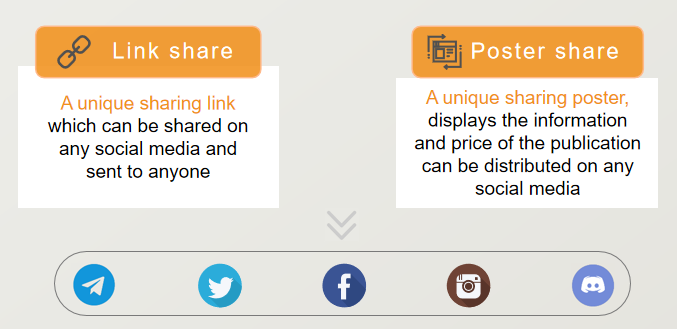 Link share
A unique sharing link
which can be shared on
any social media and
sent to anyone
Poster share
A unique sharing poster,
displays the information
and price of the publication
can be distributed on any
social media